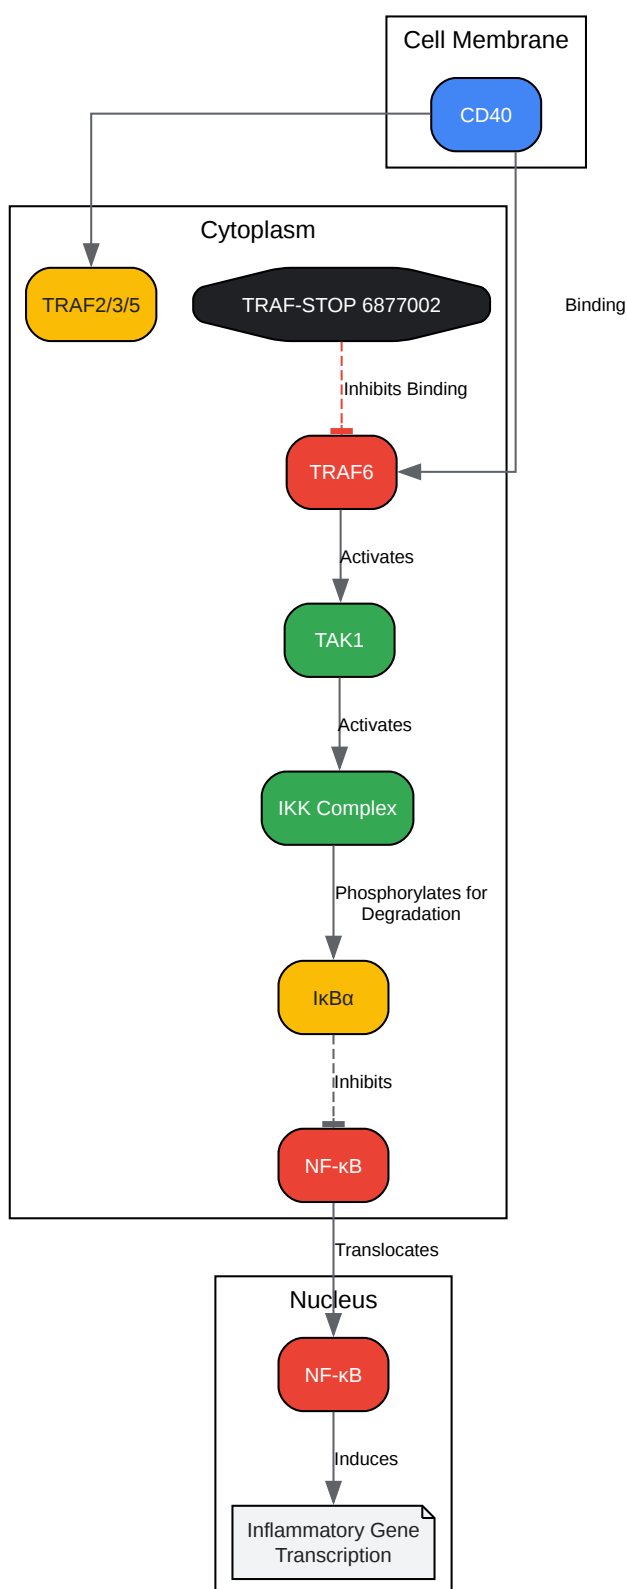 Cell Membrane
CD40
Cytoplasm
TRAF2/3/5
TRAF-STOP 6877002
Binding
Inhibits Binding
TRAF6
Activates
TAK1
Activates
IKK Complex
Phosphorylates for
Degradation
IκBα
Inhibits
NF-κB
Translocates
Nucleus
NF-κB
Induces
Inflammatory Gene
Transcription